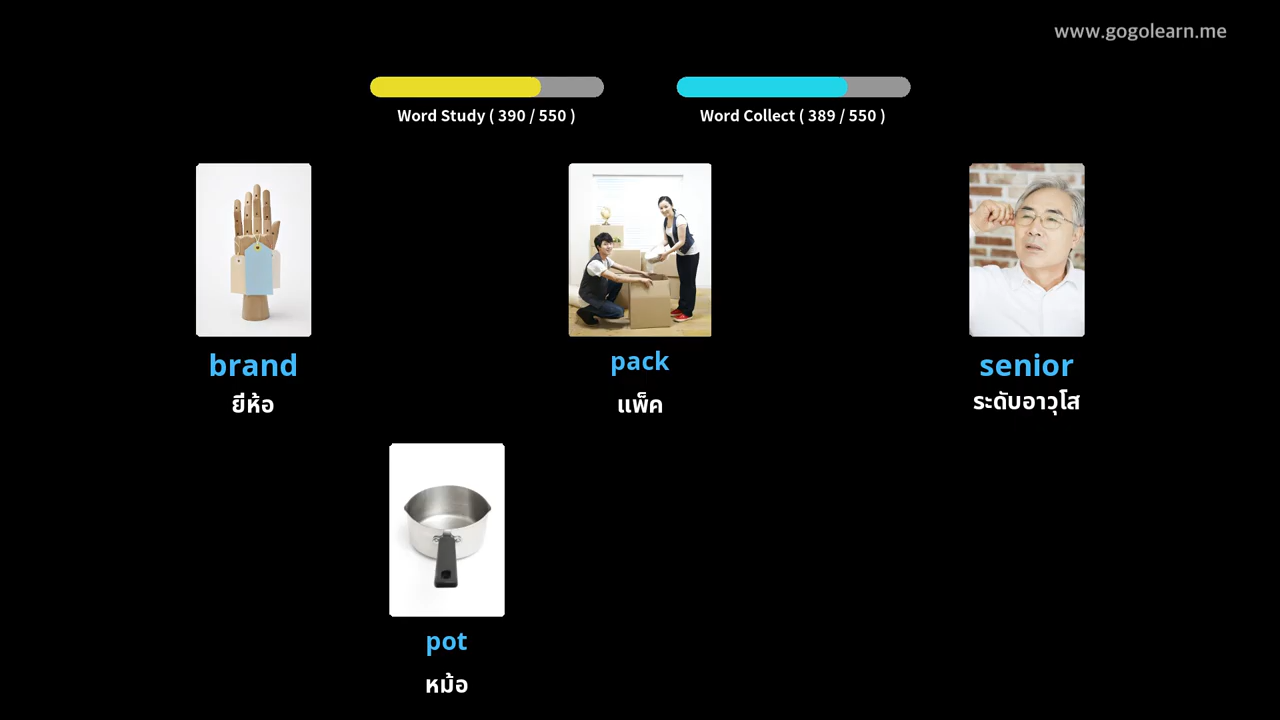 www.gogolearn.me
Word Study ( 390 / 550 )
Word Collect ( 389 / 550 )
brand
ยี่ห้อ
pack
แพ็ค
senior
ระดับอาวุโส
pot
หม้อ